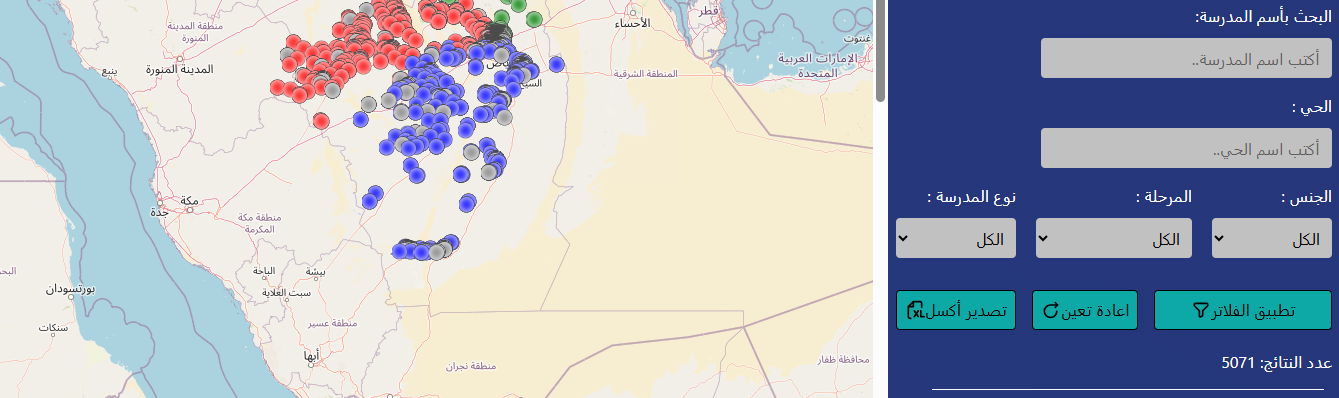 البحث بأسم المدرسة:
أكتب اسم المدرسة..
الحي :
أكتب اسم الحي..
الجنس :
المرحلة :
نوع المدرسة :
الكل
الكل
الكل
تطبيق الفلاتر
اعادة تعين
تصدير أكسل
XL
عدد النتائج: 5071
قطر
الأحساء
منطقة المدينة
المنورة
غنتوت
الإمارات العربية
المتحدة
المدينة المنورة
ينبع
المنطقة الشرقية
مكة
جدة
منطقة مكة
المكرمة
الباحة
بيشة
سبت العلاية
بورتسودان
سنكات
منطقة عسير
أبها
منطقة نجران
محافظة ظفار